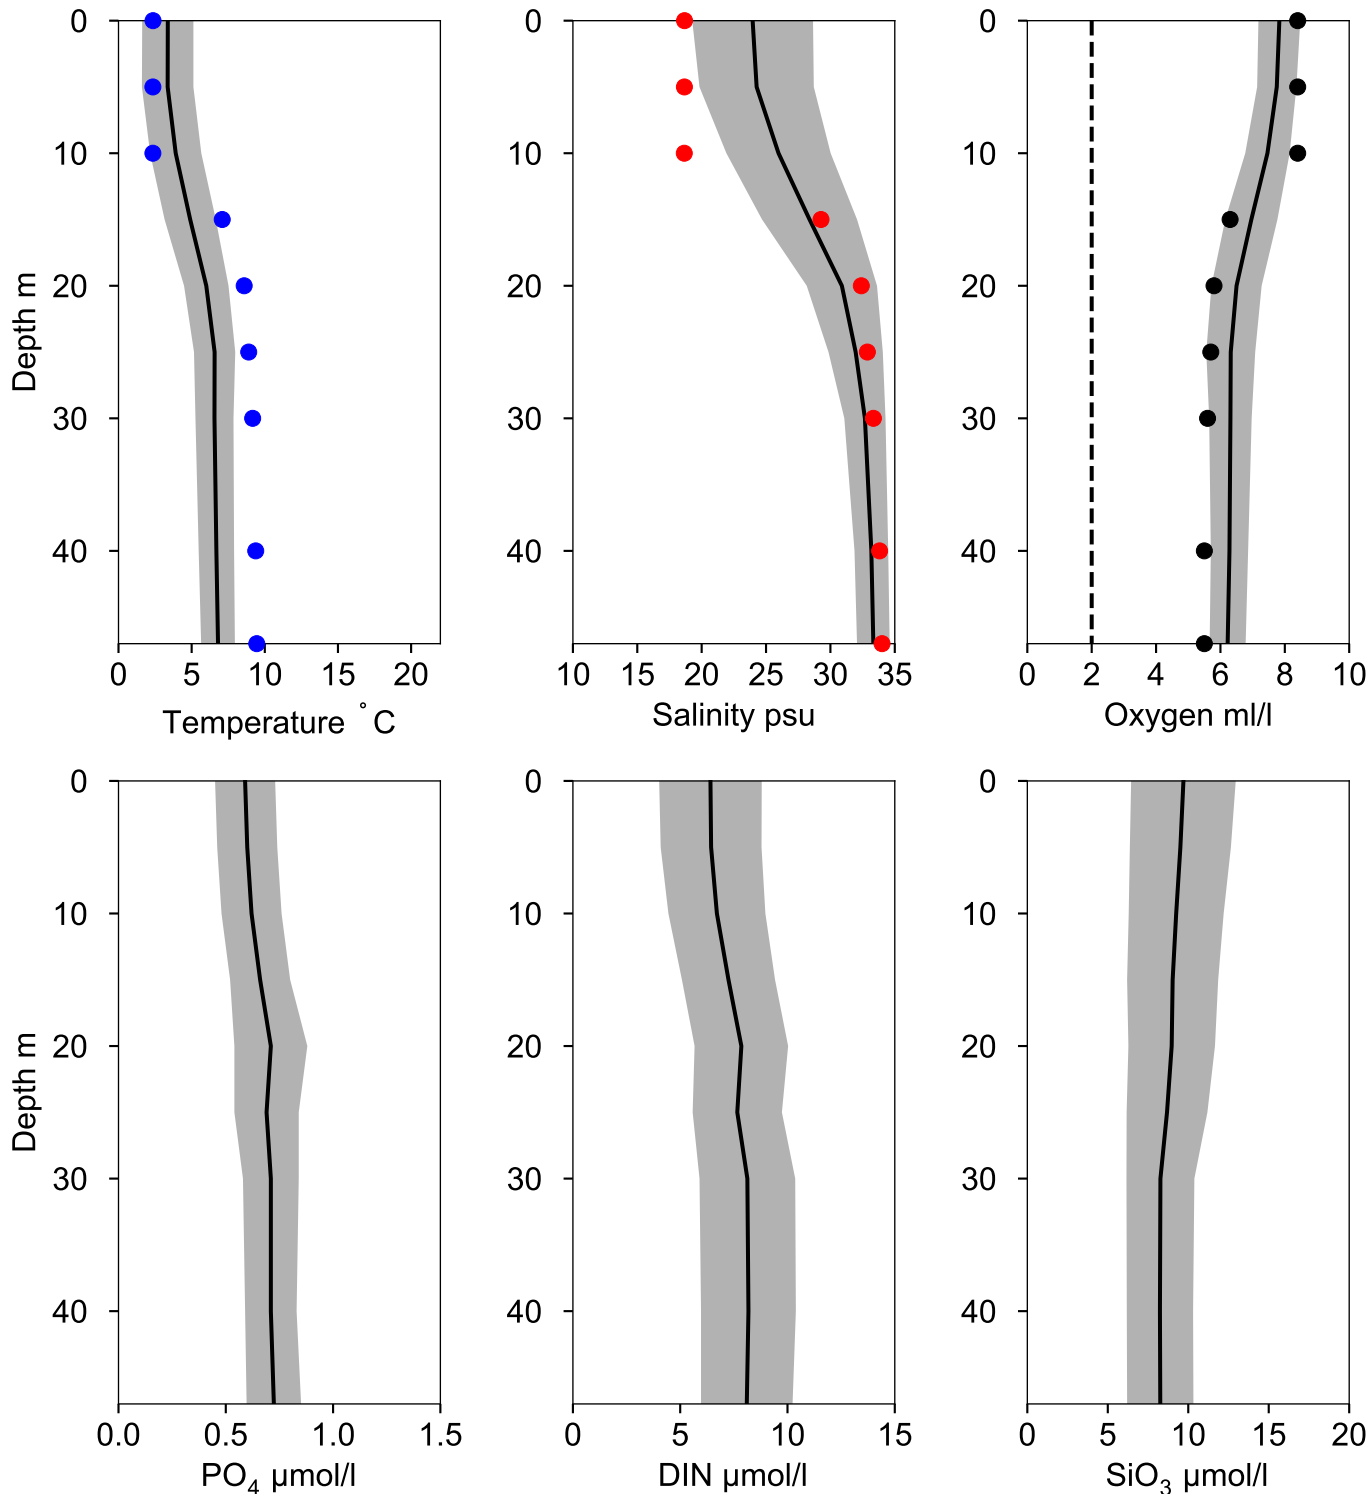 0
10
20
30
40
Depth m
0 5 10 15 20
Temperature °C
0
10
20
30
40
10 15 20 25 30 35
Salinity psu
0
10
20
30
40
0 2 4 6 8 10
Oxygen ml/l
0
10
20
30
40
Depth m
0.0 0.5 1.0 1.5
PO₄ µmol/l
0
10
20
30
40
0 5 10 15
DIN µmol/l
0
10
20
30
40
0 5 10 15 20
SiO₃ µmol/l